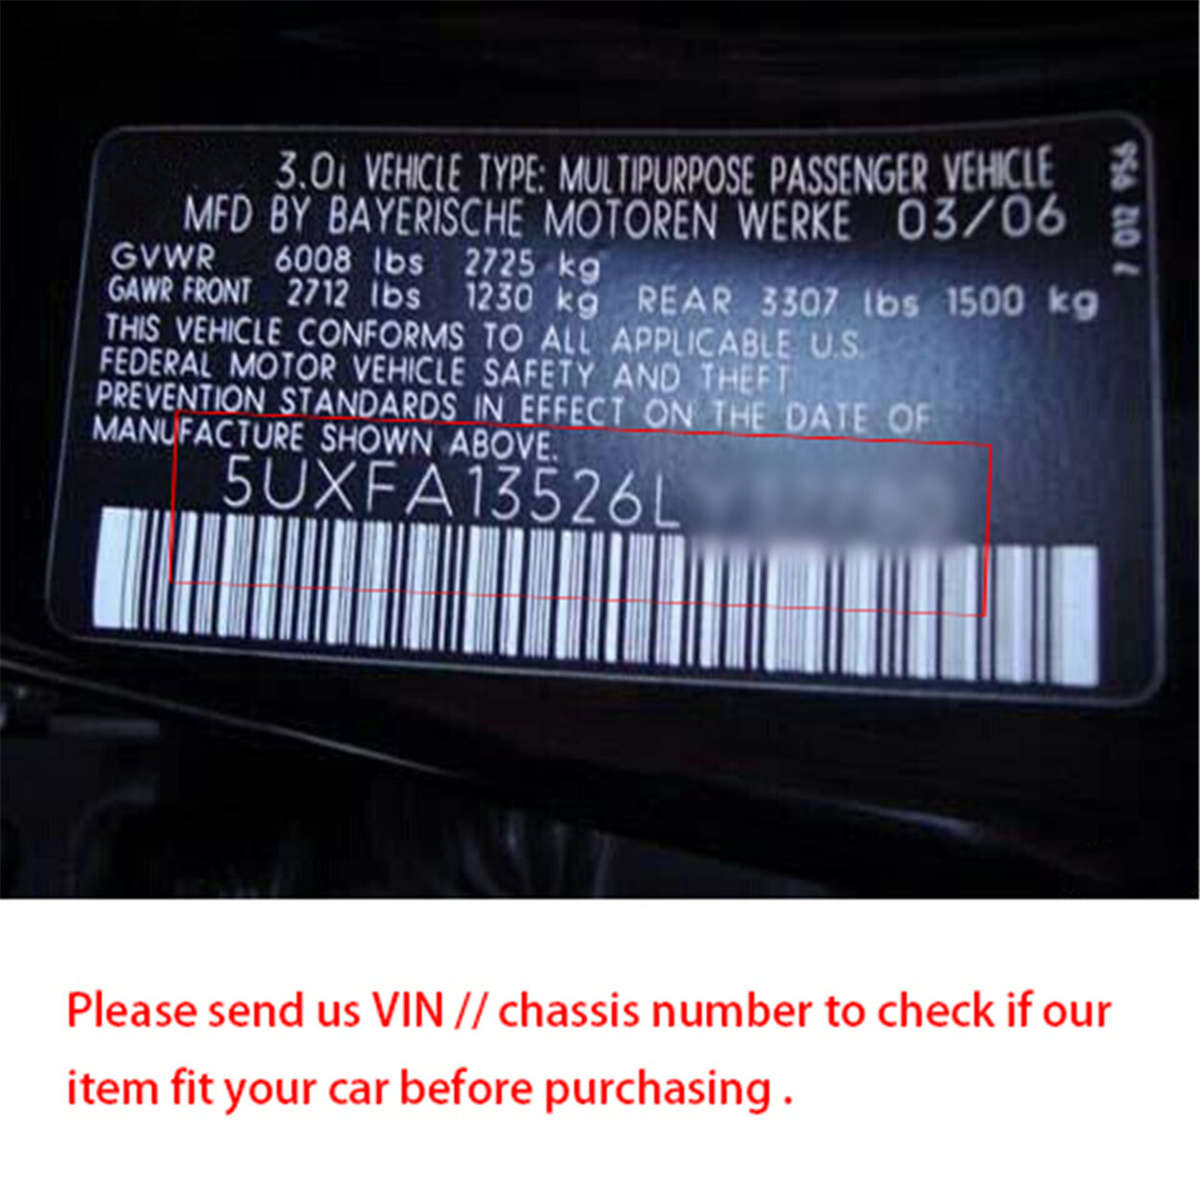 3.0i VEHICLE TYPE: MULTIPURPOSE PASSENGER VEHICLE
MFD BY BAYERISCHE MOTOREN WERKE 03/06
GVWR 6008 lbs 2725 kg
GAWR FRONT 2712 lbs 1230 kg REAR 3307 lbs 1500 kg
THIS VEHICLE CONFORMS TO ALL APPLICABLE U.S.
FEDERAL MOTOR VEHICLE SAFETY AND THEFT
PREVENTION STANDARDS IN EFFECT ON THE DATE OF
MANUFACTURE SHOWN ABOVE.
5UXFA13526L
7 012 956
Please send us VIN // chassis number to check if our
item fit your car before purchasing .